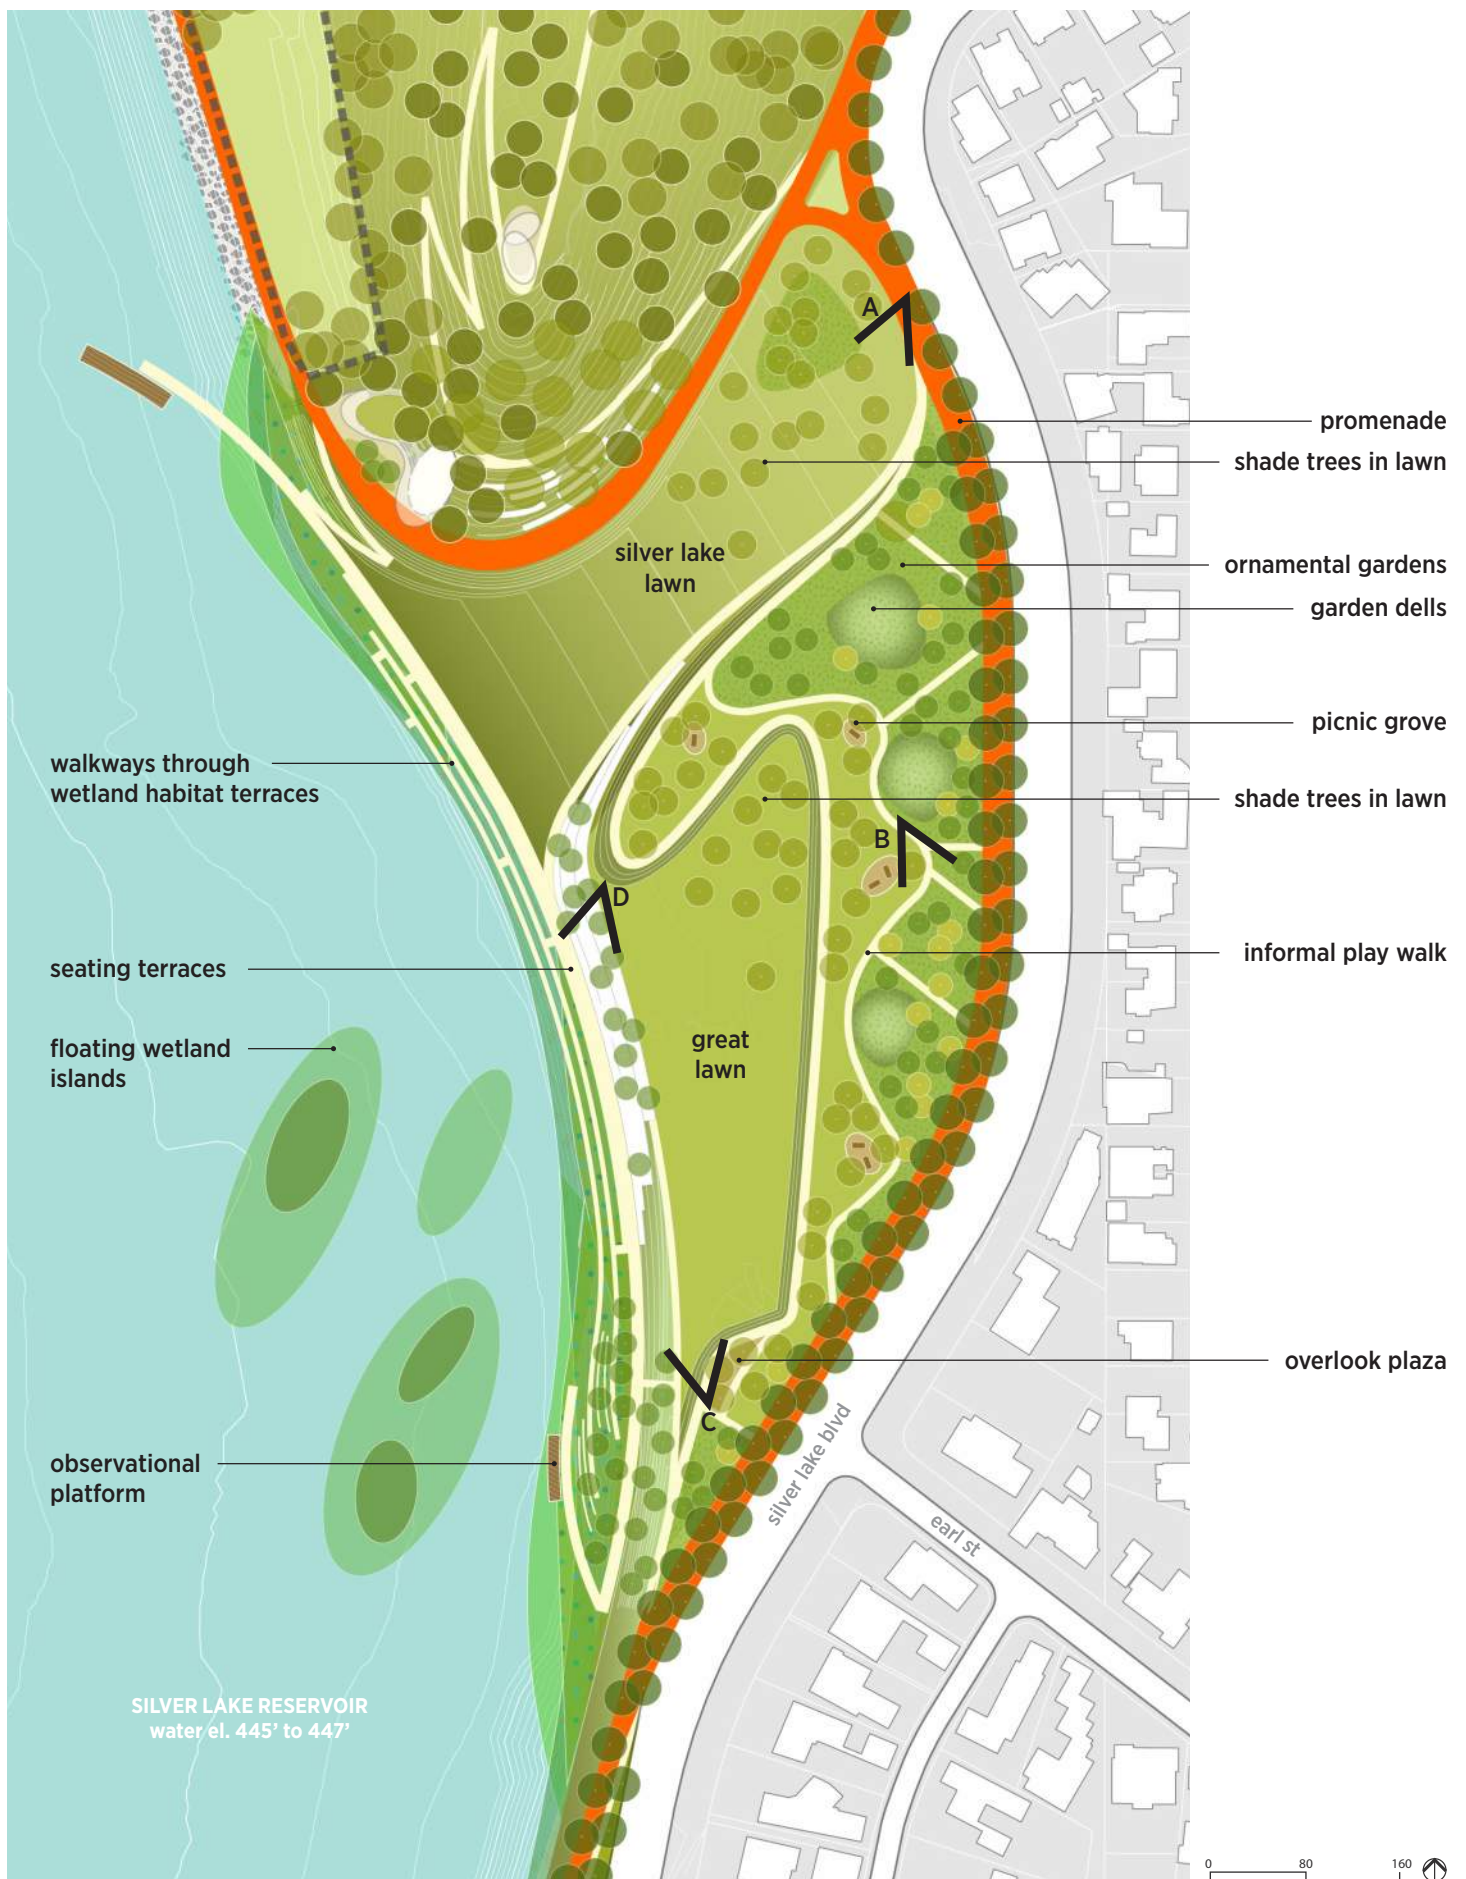 A
promenade
shade trees in lawn
silver lake
lawn
ornamental gardens
garden dells
picnic grove
walkways through
wetland habitat terraces
shade trees in lawn
B
D
informal play walk
seating terraces
great
lawn
floating wetland
islands
overlook plaza
C
silver lake blvd
observational
platform
earl st
SILVER LAKE RESERVOIR
water el. 445’ to 447’
0 80 160